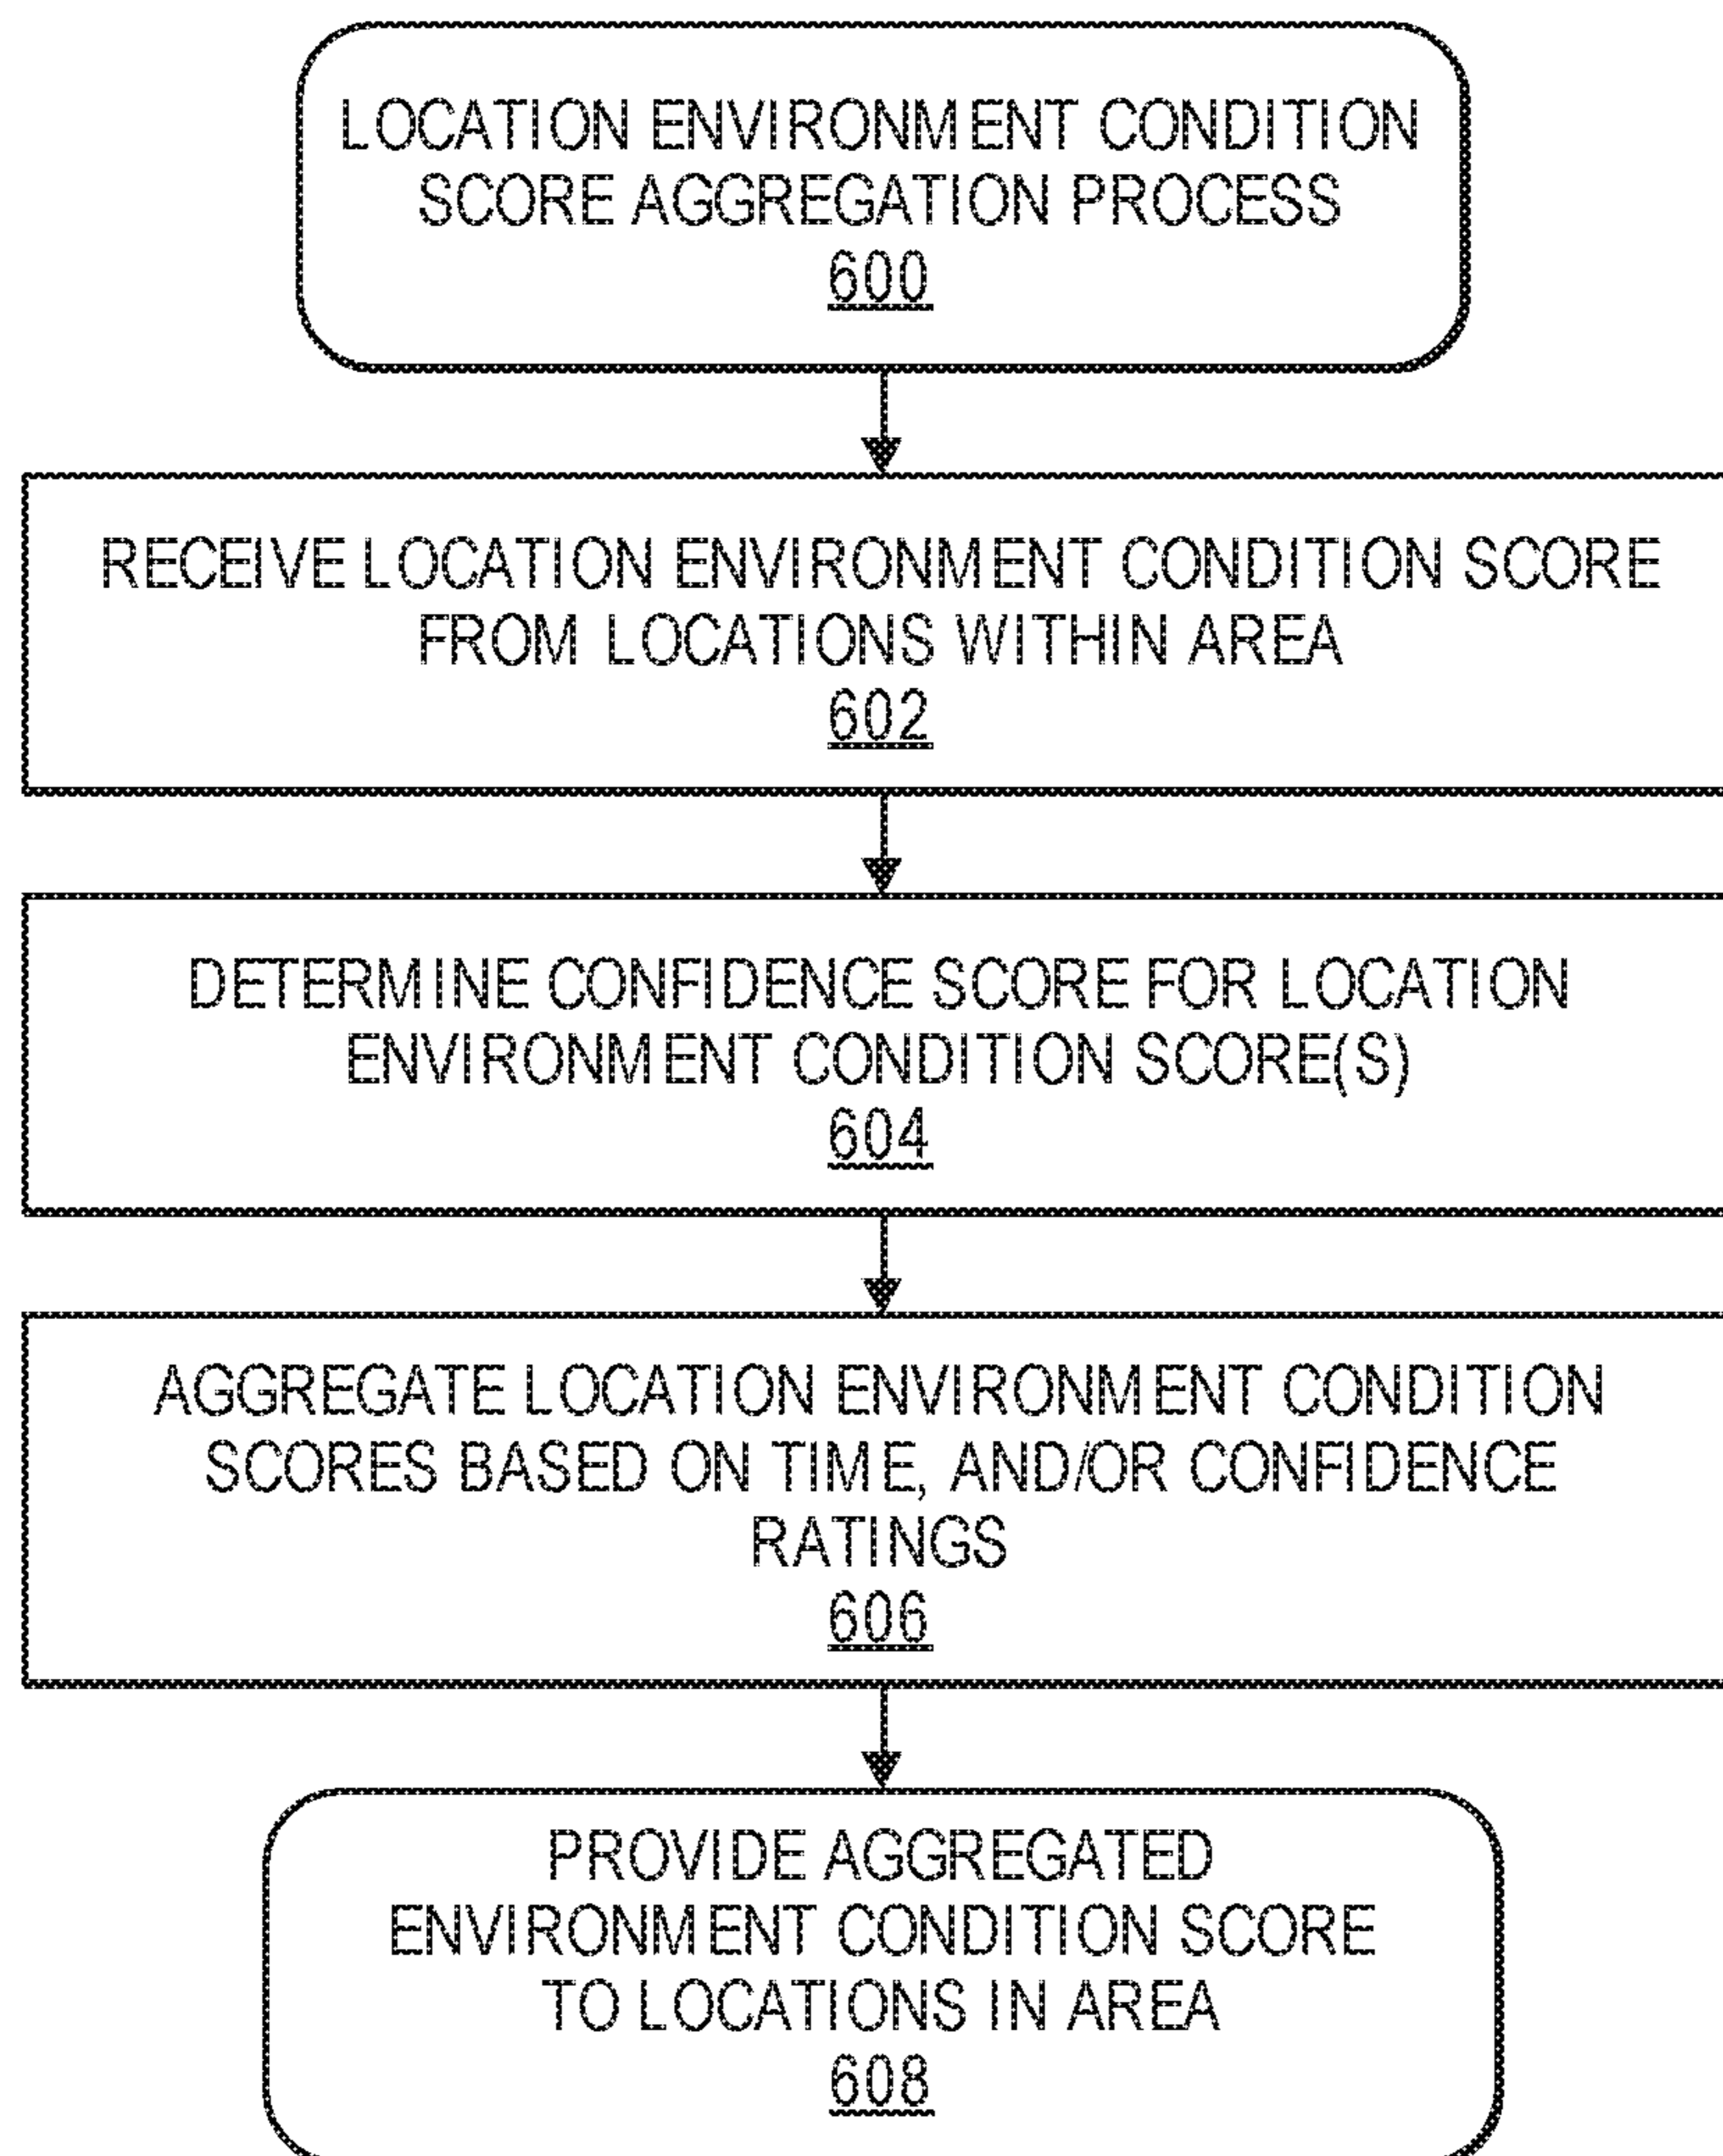 LOCATION ENVIRONMENT CONDITION
SCORE AGGREGATION PROCESS
600
RECEIVE LOCATION ENVIRONMENT CONDITION SCORE
FROM LOCATIONS WITHIN AREA
602
DETERMINE CONFIDENCE SCORE FOR LOCATION
ENVIRONMENT CONDITION SCORE(S)
604
AGGREGATE LOCATION ENVIRONMENT CONDITION
SCORES BASED ON TIME, AND/OR CONFIDENCE
RATINGS
606
PROVIDE AGGREGATED
ENVIRONMENT CONDITION SCORE
TO LOCATIONS IN AREA
608